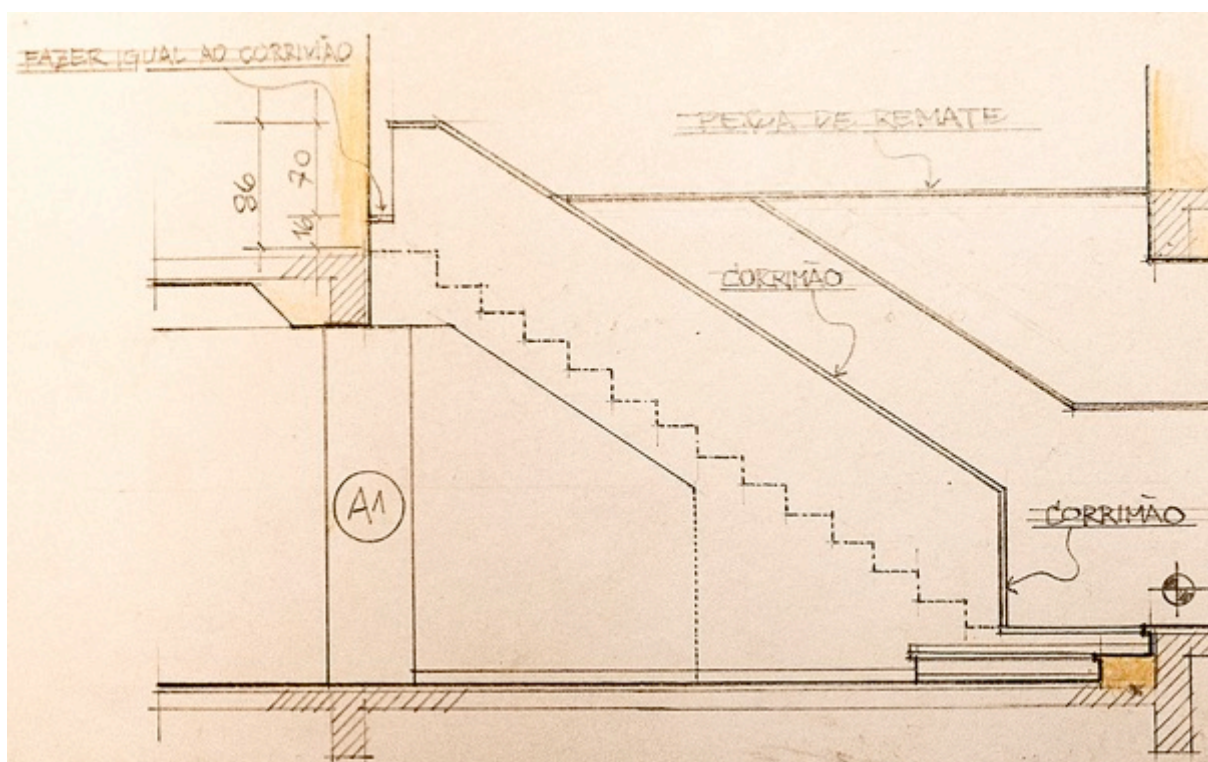 FAZER IGUAL AO CORRIMÃO
PEÇA DE REMATE
86
70
16
CORRIMÃO
A1
CORRIMÃO